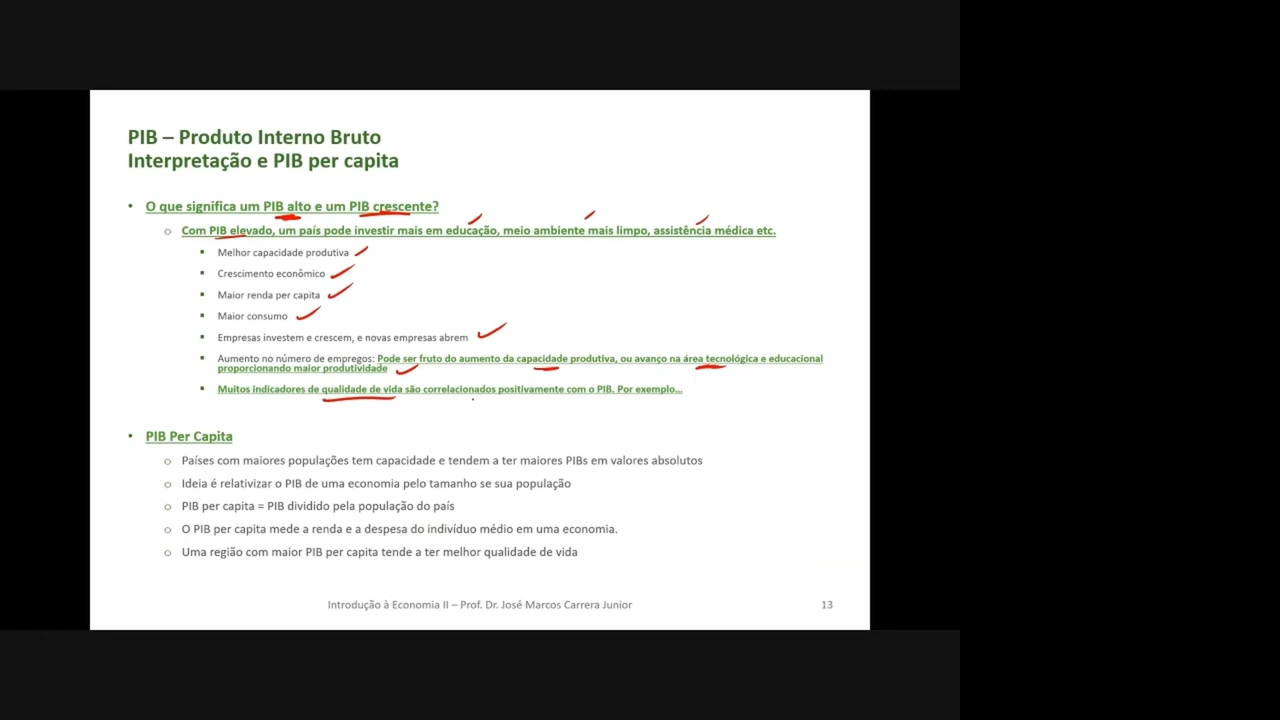 PIB – Produto Interno Bruto
Interpretação e PIB per capita
• O que significa um PIB alto e um PIB crescente?
o Com PIB elevado, um país pode investir mais em educação, meio ambiente mais limpo, assistência médica etc.
▪ Melhor capacidade produtiva
▪ Crescimento econômico
▪ Maior renda per capita
▪ Maior consumo
▪ Empresas investem e crescem, e novas empresas abrem
▪ Aumento no número de empregos: Pode ser fruto do aumento da capacidade produtiva, ou avanço na área tecnológica e educacional
proporcionando maior produtividade
▪ Muitos indicadores de qualidade de vida são correlacionados positivamente com o PIB. Por exemplo...
• PIB Per Capita
o Países com maiores populações tem capacidade e tendem a ter maiores PIBs em valores absolutos
o Ideia é relativizar o PIB de uma economia pelo tamanho se sua população
o PIB per capita = PIB dividido pela população do país
o O PIB per capita mede a renda e a despesa do indivíduo médio em uma economia.
o Uma região com maior PIB per capita tende a ter melhor qualidade de vida
Introdução à Economia II – Prof. Dr. José Marcos Carrera Junior
13